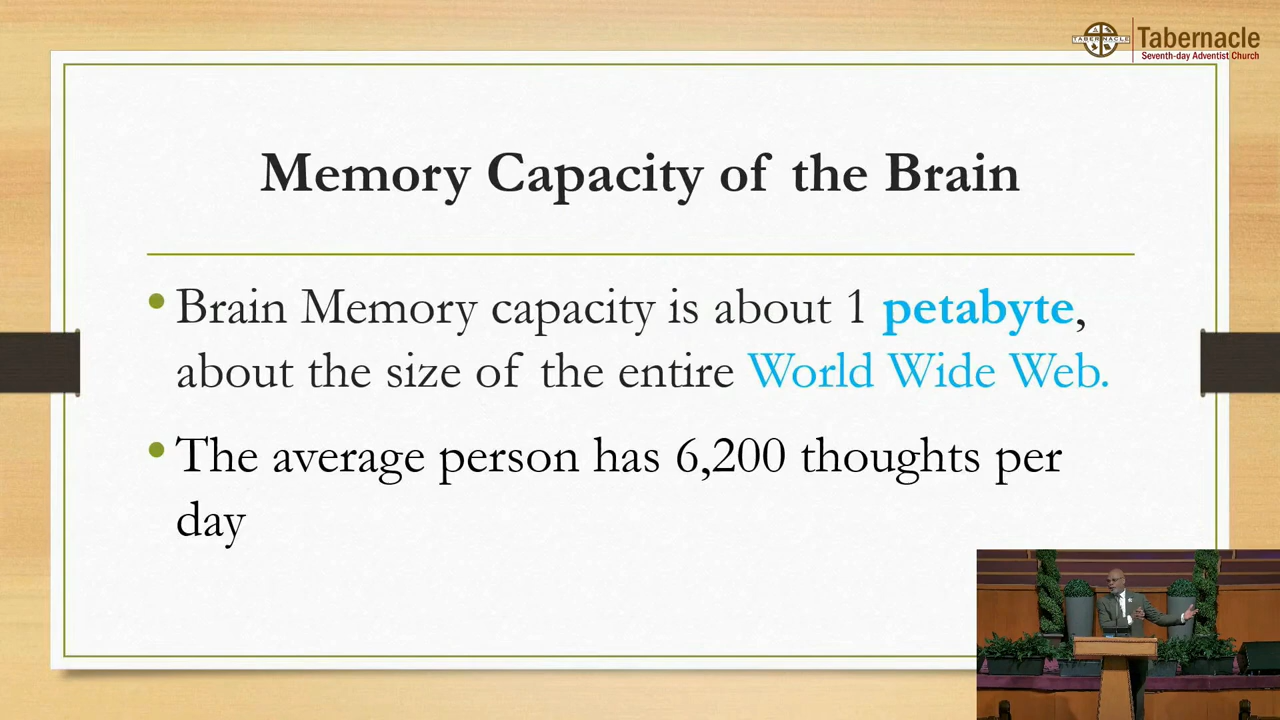 TABERNACLE
Tabernacle
Seventh-day Adventist Church
Memory Capacity of the Brain
• Brain Memory capacity is about 1 petabyte,
about the size of the entire World Wide Web.
• The average person has 6,200 thoughts per
day